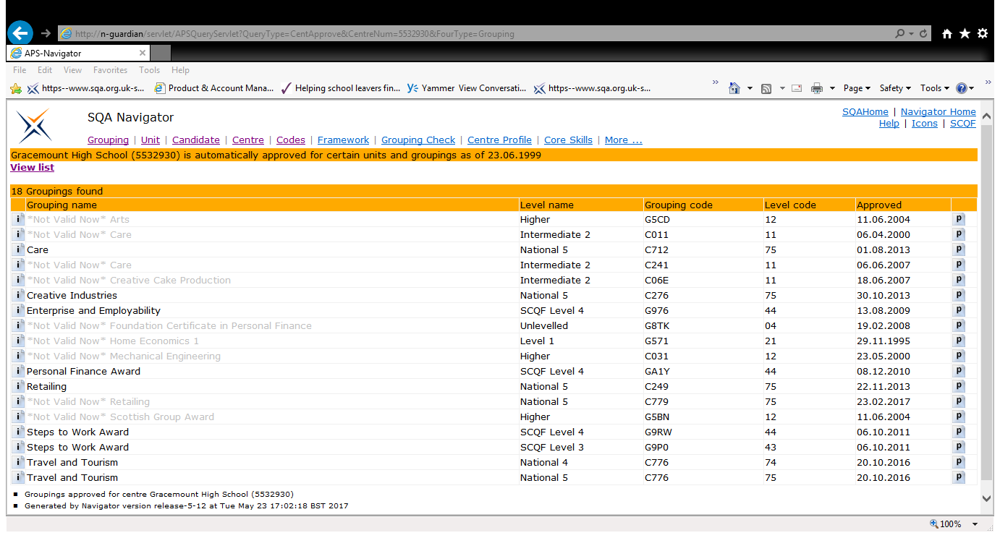 http://n-guardian/servlet/APSQueryServlet?QueryType=CentApprove&CentreNum=5532930&FourType=Grouping
APS-Navigator
File Edit View Favorites Tools Help
https--www.sqa.org.uk-s... Product & Account Mana... Helping school leavers fin... Yammer View Conversati... https--www.sqa.org.uk-s... » Page Safety Tools »
SQA Navigator
SQAHome | Navigator Home
Help | Icons | SCQF
Grouping | Unit | Candidate | Centre | Codes | Framework | Grouping Check | Centre Profile | Core Skills | More ...
Gracemount High School (5532930) is automatically approved for certain units and groupings as of 23.06.1999
View list
18 Groupings found
Grouping name Level name Grouping code Level code Approved
i *Not Valid Now* Arts Higher G5CD 12 11.06.2004 p
i *Not Valid Now* Care Intermediate 2 C011 11 06.04.2000 p
i Care National 5 C712 75 01.08.2013 p
i *Not Valid Now* Care Intermediate 2 C241 11 06.06.2007 p
i *Not Valid Now* Creative Cake Production Intermediate 2 C06E 11 18.06.2007 p
i Creative Industries National 5 C276 75 30.10.2013 p
i Enterprise and Employability SCQF Level 4 G976 44 13.08.2009 p
i *Not Valid Now* Foundation Certificate in Personal Finance Unlevelled G8TK 04 19.02.2008 p
i *Not Valid Now* Home Economics 1 Level 1 G571 21 29.11.1995 p
i *Not Valid Now* Mechanical Engineering Higher C031 12 23.05.2000 p
i Personal Finance Award SCQF Level 4 GA1Y 44 08.12.2010 p
i Retailing National 5 C249 75 22.11.2013 p
i *Not Valid Now* Retailing National 5 C779 75 23.02.2017 p
i *Not Valid Now* Scottish Group Award Higher G5BN 12 11.06.2004 p
i Steps to Work Award SCQF Level 4 G9RW 44 06.10.2011 p
i Steps to Work Award SCQF Level 3 G9P0 43 06.10.2011 p
i Travel and Tourism National 4 C776 74 20.10.2016 p
i Travel and Tourism National 5 C776 75 20.10.2016 p
Groupings approved for centre Gracemount High School (5532930)
Generated by Navigator version release-5-12 at Tue May 23 17:02:18 BST 2017
100%